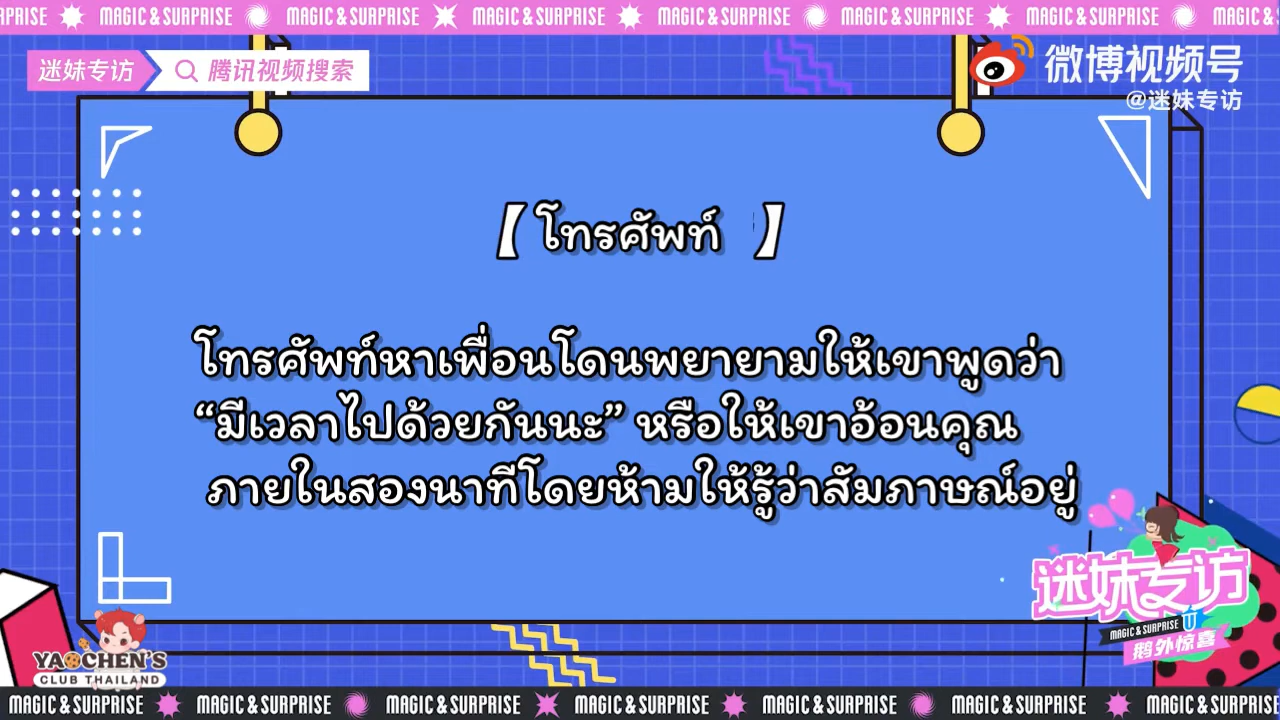 PRISE MAGIC & SURPRISE MAGIC & SURPRISE MAGIC & SURPRISE MAGIC & SURPRISE MAGIC & SURPRISE MAGIC & SURPRISE MAGIC &
迷妹专访 腾讯视频搜索
微博视频号
@迷妹专访
【 โทรศัพท์ 】
โทรศัพท์หาเพื่อนโดนพยายามให้เขาพูดว่า
“มีเวลาไปด้วยกันนะ” หรือให้เขาอ้อนคุณ
ภายในสองนาทีโดยห้ามให้รู้ว่าสัมภาษณ์อยู่
迷妹专访
MAGIC & SURPRISE U
鹅外惊喜
YAOCHEN'S
CLUB THAILAND
MAGIC & SURPRISE MAGIC & SURPRISE MAGIC & SURPRISE MAGIC & SURPRISE MAGIC & SURPRISE MAGIC & SURPRISE MAGIC & SURPRISE